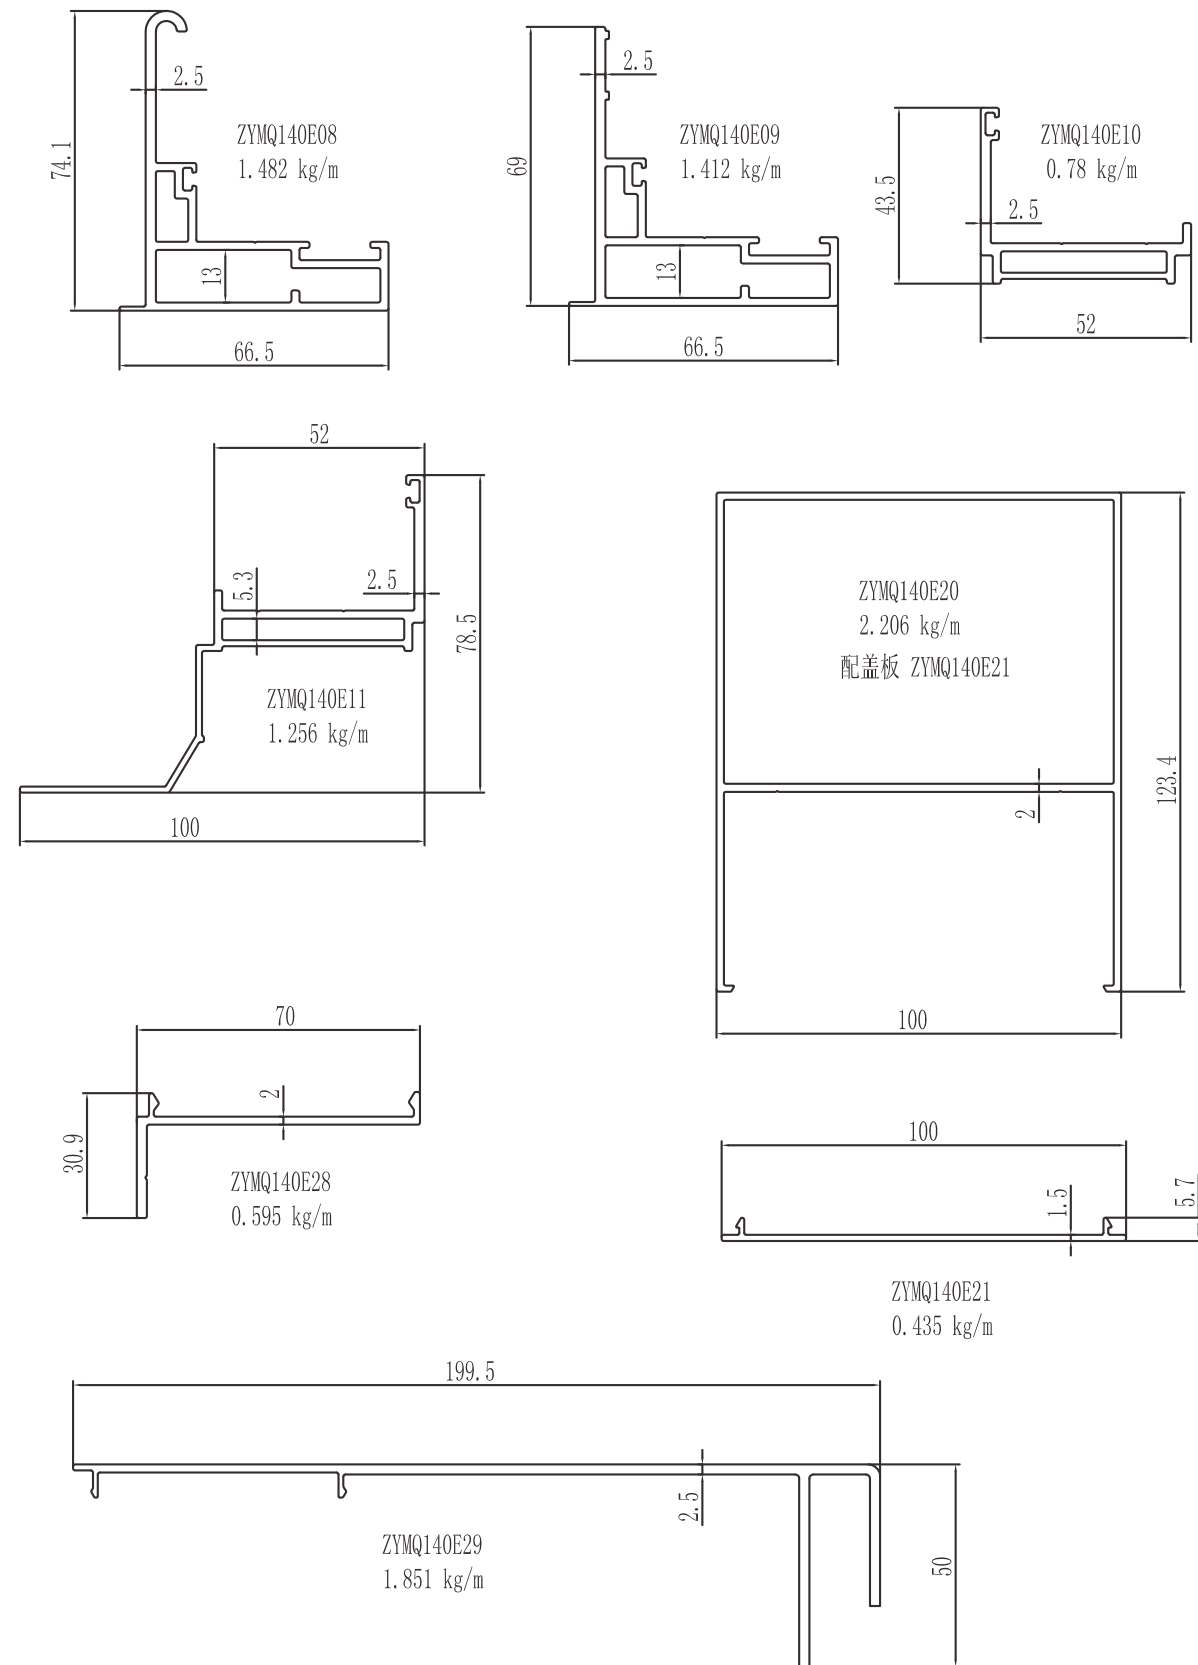 74.1
2.5
ZYMQ140E08
1.482 kg/m
13
66.5
69
2.5
ZYMQ140E09
1.412 kg/m
13
66.5
43.5
ZYMQ140E10
0.78 kg/m
2.5
52
52
5.3
2.5
78.5
ZYMQ140E11
1.256 kg/m
100
ZYMQ140E20
2.206 kg/m
配盖板 ZYMQ140E21
123.4
2
100
70
2
30.9
ZYMQ140E28
0.595 kg/m
100
1.5
5.7
ZYMQ140E21
0.435 kg/m
199.5
2.5
ZYMQ140E29
1.851 kg/m
50